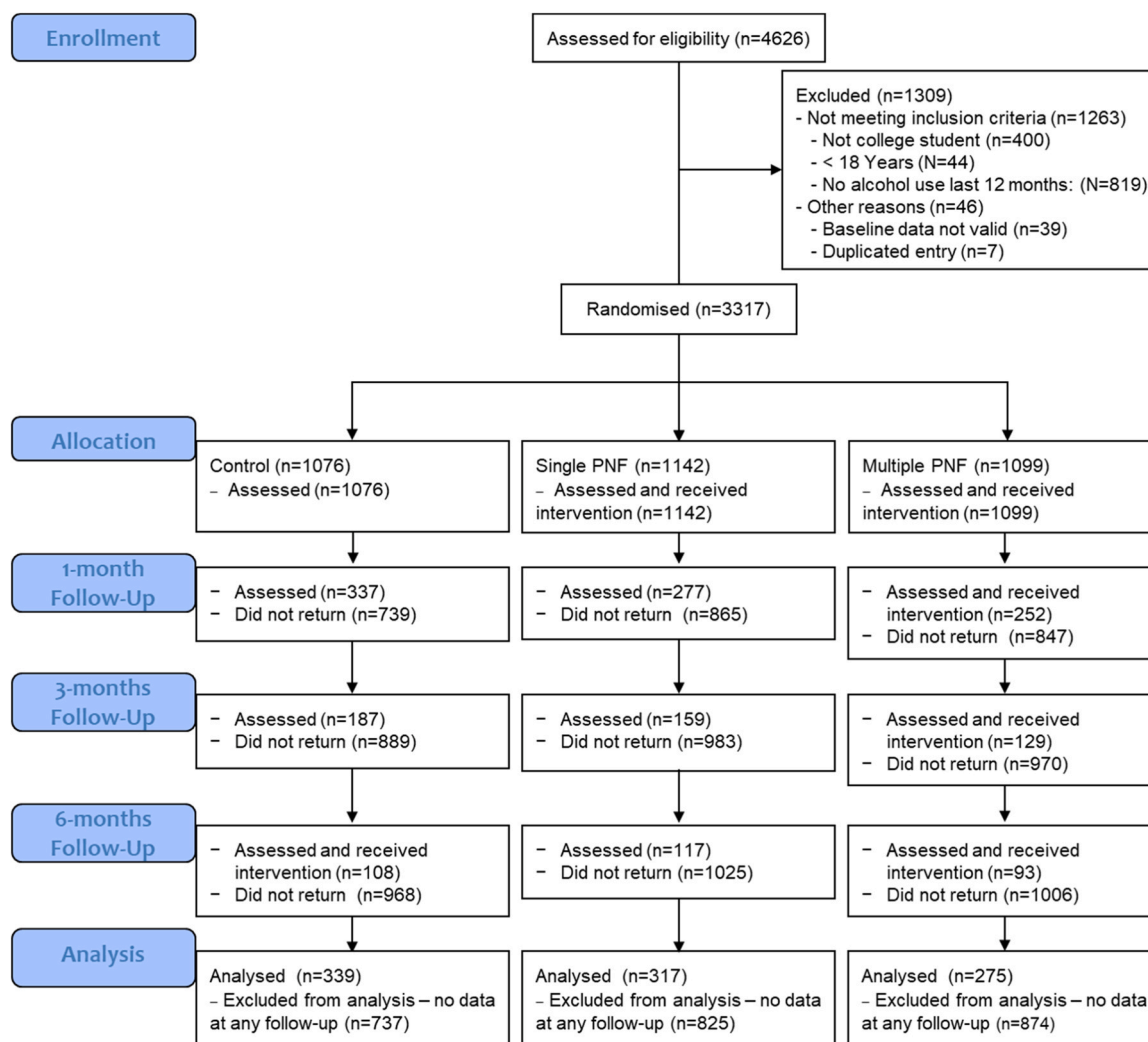 Enrollment
Assessed for eligibility (n=4626)
Excluded (n=1309)
- Not meeting inclusion criteria (n=1263)
- Not college student (n=400)
- < 18 Years (N=44)
- No alcohol use last 12 months: (N=819)
- Other reasons (n=46)
- Baseline data not valid (n=39)
- Duplicated entry (n=7)
Randomised (n=3317)
Allocation
Control (n=1076)
– Assessed (n=1076)
Single PNF (n=1142)
– Assessed and received
intervention (n=1142)
Multiple PNF (n=1099)
– Assessed and received
intervention (n=1099)
1-month
Follow-Up
– Assessed (n=337)
– Did not return (n=739)
– Assessed (n=277)
– Did not return (n=865)
– Assessed and received
intervention (n=252)
– Did not return (n=847)
3-months
Follow-Up
– Assessed (n=187)
– Did not return (n=889)
– Assessed (n=159)
– Did not return (n=983)
– Assessed and received
intervention (n=129)
– Did not return (n=970)
6-months
Follow-Up
– Assessed and received
intervention (n=108)
– Did not return (n=968)
– Assessed (n=117)
– Did not return (n=1025)
– Assessed and received
intervention (n=93)
– Did not return (n=1006)
Analysis
Analysed (n=339)
– Excluded from analysis – no data
at any follow-up (n=737)
Analysed (n=317)
– Excluded from analysis – no data
at any follow-up (n=825)
Analysed (n=275)
– Excluded from analysis – no data
at any follow-up (n=874)